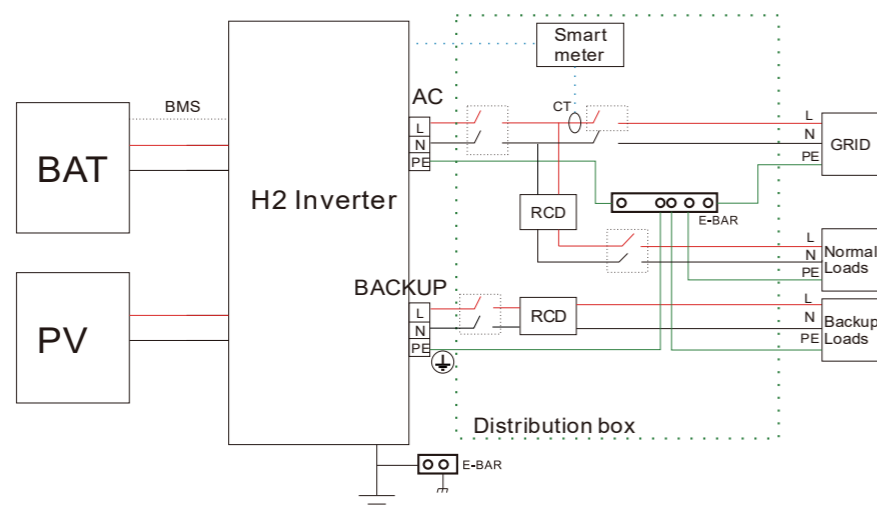 Smart
meter
BMS
AC
CT
L
N
PE
L
N
PE
GRID
BAT
H2 Inverter
RCD
E-BAR
L
N
PE
Normal
Loads
BACKUP
L
N
PE
RCD
L
N
PE
Backup
Loads
PV
Distribution box
E-BAR